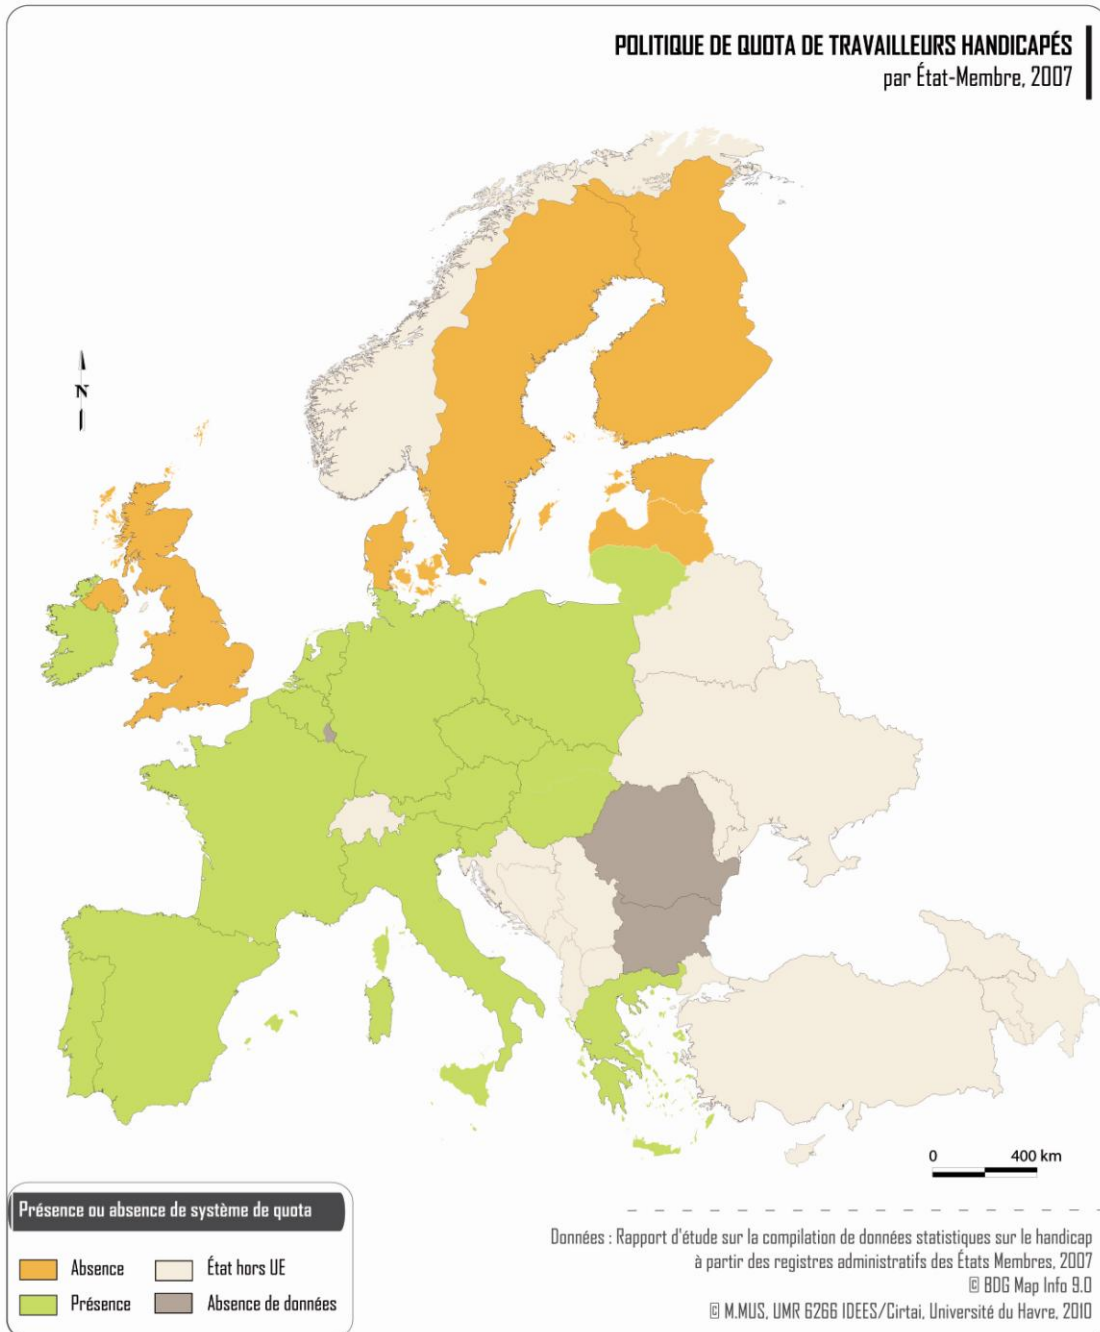 POLITIQUE DE QUOTA DE TRAVAILLEURS HANDICAPÉS
par État-Membre, 2007
N
0 400 km
Présence ou absence de système de quota
Absence
État hors UE
Présence
Absence de données
Données : Rapport d'étude sur la compilation de données statistiques sur le handicap
à partir des registres administratifs des États Membres, 2007
© BDG Map Info 9.0
© M.MUS, UMR 6266 IDEES/Cirtai, Université du Havre, 2010